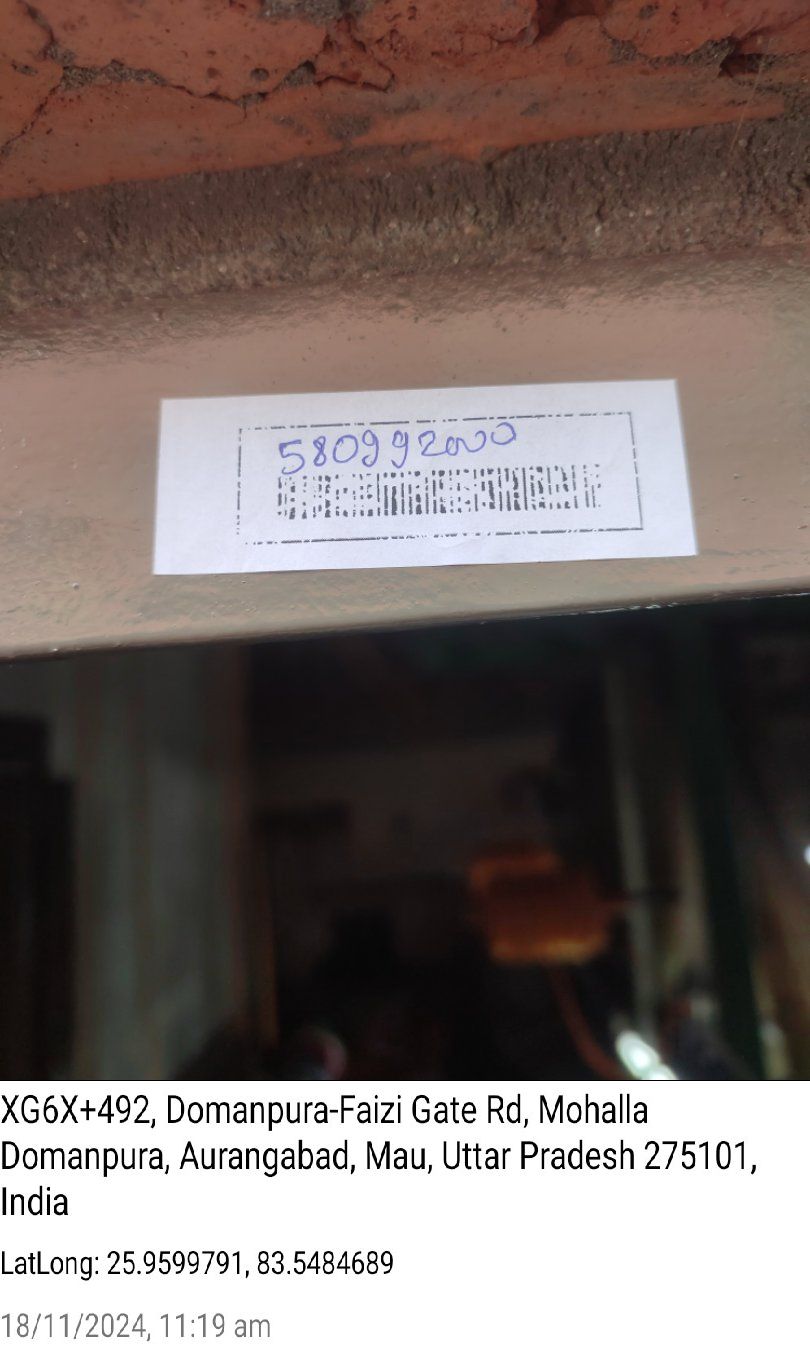 580992000
XG6X+492, Domanpura-Faizi Gate Rd, Mohalla
Domanpura, Aurangabad, Mau, Uttar Pradesh 275101,
India
LatLong: 25.9599791, 83.5484689
18/11/2024, 11:19 am